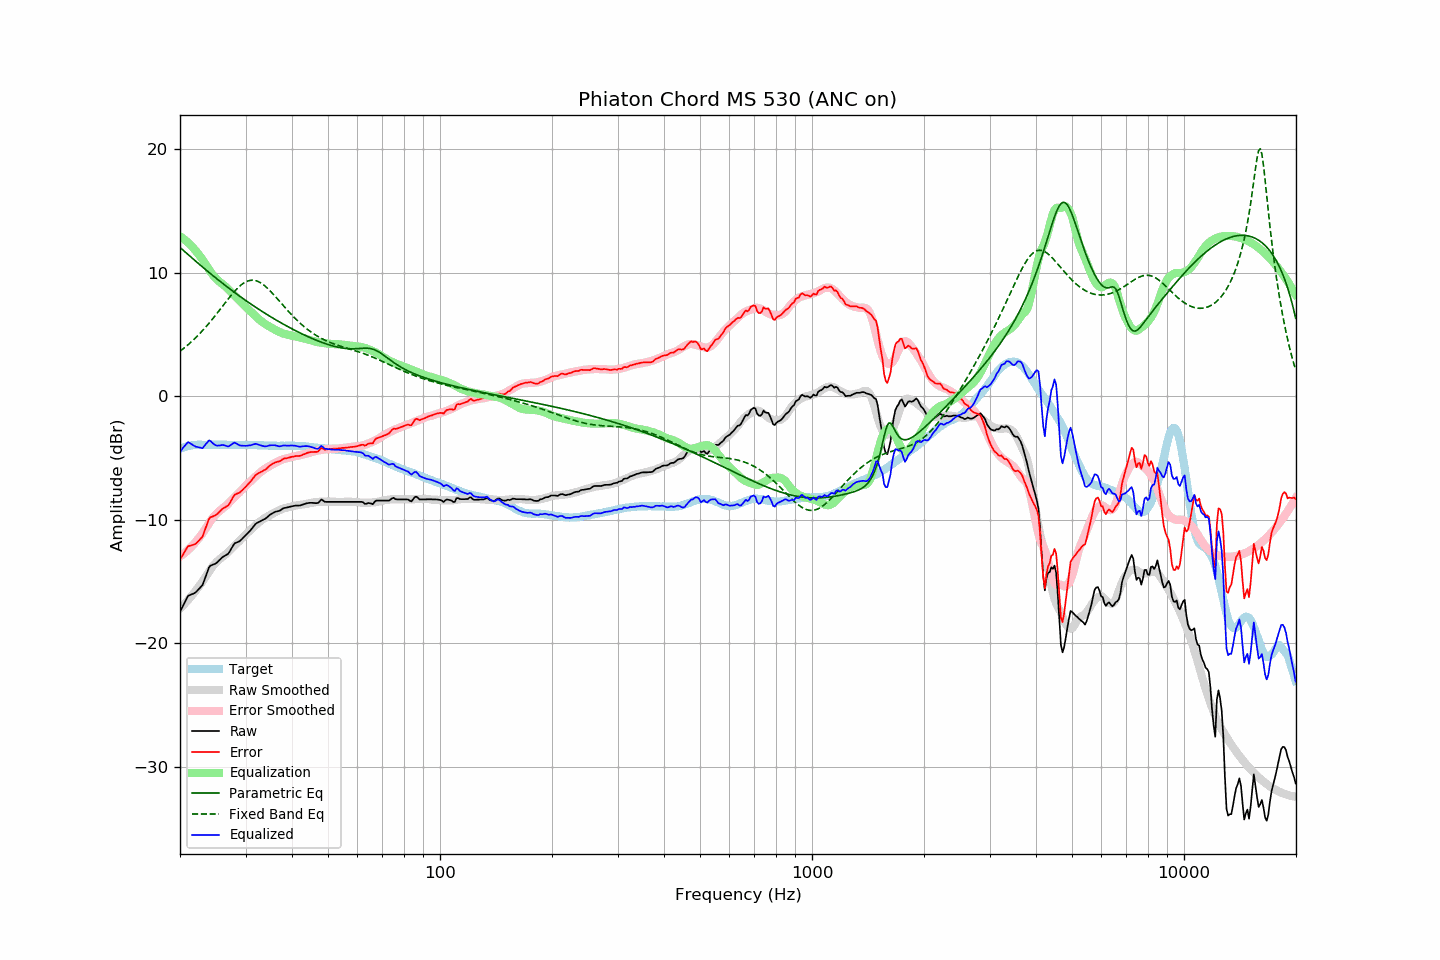 Phiaton Chord MS 530 (ANC on)
20
10
0
−10
−20
−30
Amplitude (dBr)
Target
Raw Smoothed
Error Smoothed
Raw
Error
Equalization
Parametric Eq
Fixed Band Eq
Equalized
100
1000
10000
Frequency (Hz)